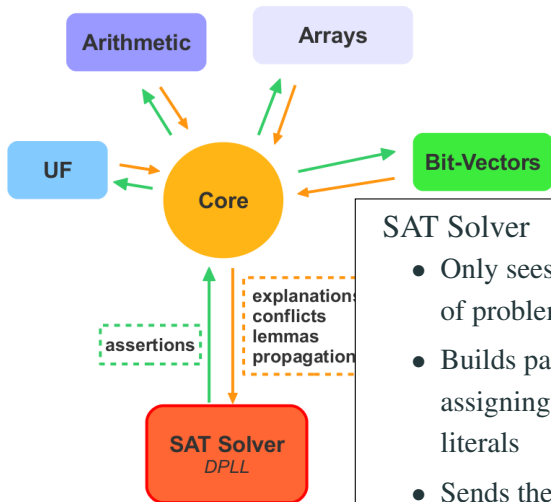 Arithmetic
Arrays
UF
Core
Bit-Vectors
assertions
explanations
conflicts
lemmas
propagation
SAT Solver
DPLL
SAT Solver
• Only sees
of problem
• Builds pa
assigning
literals
• Sends the